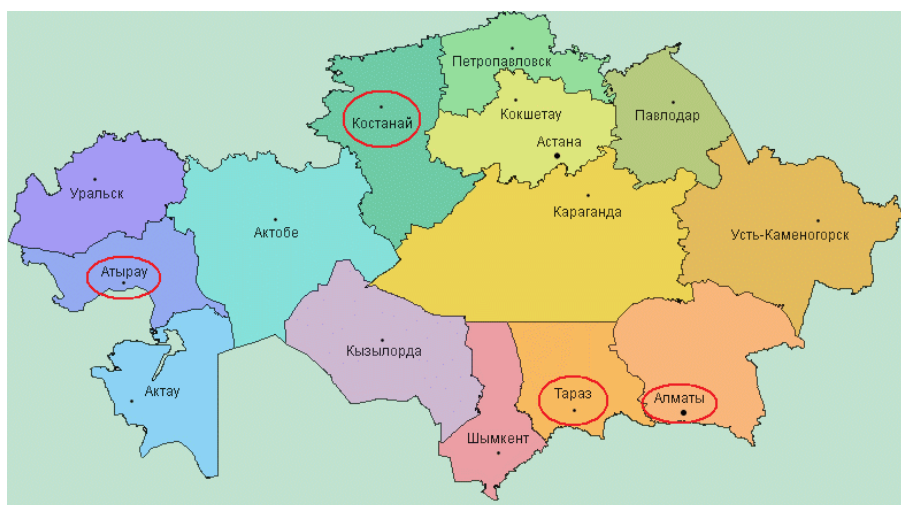 Петропавловск
Костанай
Кокшетау
Павлодар
Астана
Уральск
Караганда
Актобе
Усть-Каменогорск
Атырау
Кызылорда
Актау
Тараз
Алматы
Шымкент